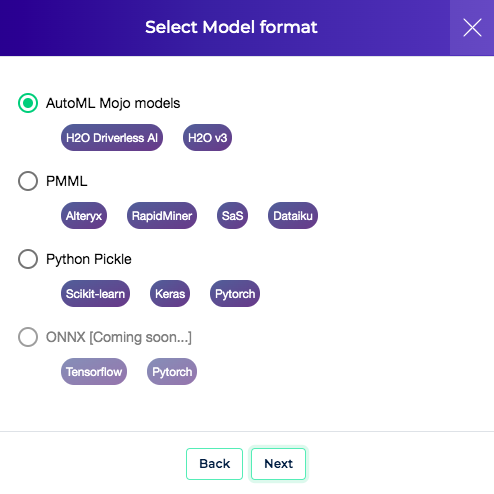 Select Model format
AutoML Mojo models
H2O Driverless AI H2O v3
PMML
Alteryx RapidMiner SaS Dataiku
Python Pickle
Scikit-learn Keras Pytorch
ONNX [Coming soon...]
Tensorflow Pytorch
Back Next